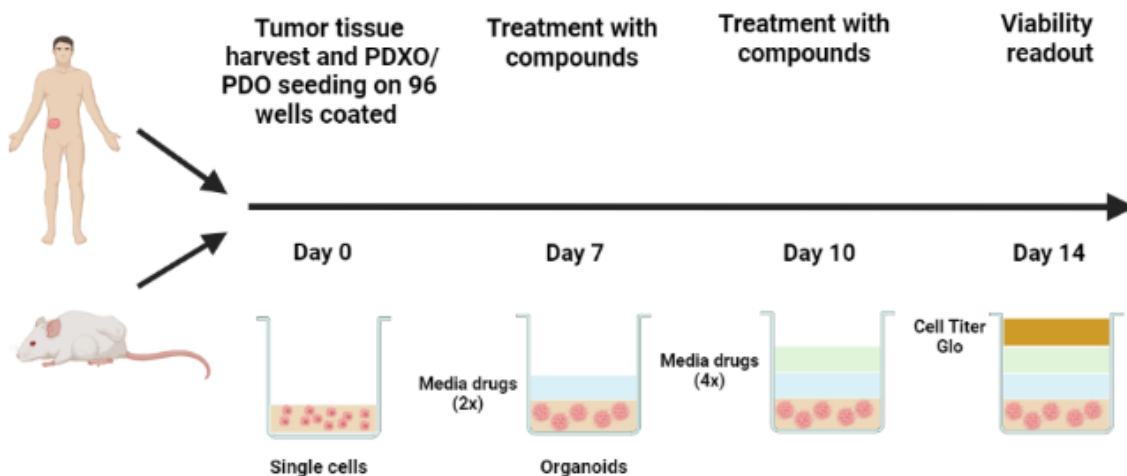 Tumor tissue
harvest and PDXO/
PDO seeding on 96
wells coated
Treatment with
compounds
Treatment with
compounds
Viability
readout
Day 0
Day 7
Day 10
Day 14
Media drugs
(2x)
Media drugs
(4x)
Cell Titer
Glo
Single cells
Organoids